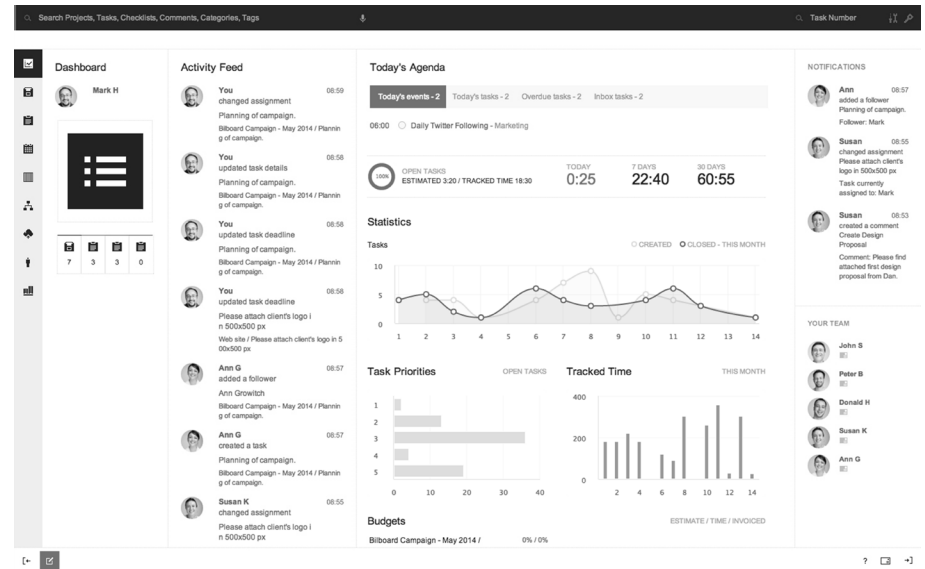 Search Projects, Tasks, Checklists, Comments, Categories, Tags
Task Number
Dashboard
Mark H
7 3 3 0
Activity Feed
You 08:59
changed assignment
Planning of campaign.
Bilboard Campaign - May 2014 / Plannin
g of campaign.
You 08:58
updated task details
Planning of campaign.
Bilboard Campaign - May 2014 / Plannin
g of campaign.
You 08:58
updated task deadline
Planning of campaign.
Bilboard Campaign - May 2014 / Plannin
g of campaign.
You 08:58
updated task deadline
Please attach client's logo i
n 500x500 px
Web site / Please attach client's logo in 5
00x500 px
Ann G 08:57
added a follower
Ann Growitch
Bilboard Campaign - May 2014 / Plannin
g of campaign.
Ann G 08:57
created a task
Planning of campaign.
Bilboard Campaign - May 2014 / Plannin
g of campaign.
Susan K 08:55
changed assignment
Please attach client's logo i
n 500x500 px
Today's Agenda
Today's events - 2 Today's tasks - 2 Overdue tasks - 2 Inbox tasks - 2
06:00 Daily Twitter Following - Marketing
100%
OPEN TASKS
ESTIMATED 3:20 / TRACKED TIME 18:30
TODAY
0:25
7 DAYS
22:40
30 DAYS
60:55
Statistics
Tasks
CREATED CLOSED - THIS MONTH
10
5
0
1 2 3 4 5 6 7 8 9 10 11 12 13 14
Task Priorities OPEN TASKS
1
2
3
4
5
0 10 20 30 40
Tracked Time THIS MONTH
400
200
0
2 4 6 8 10 12 14
Budgets ESTIMATE / TIME / INVOICED
Bilboard Campaign - May 2014 / 0% / 0%
NOTIFICATIONS
Ann 08:57
added a follower
Planning of campaign.
Follower: Mark
Susan 08:55
changed assignment
Please attach client's
logo in 500x500 px
Task currently
assigned to: Mark
Susan 08:53
created a comment
Create Design
Proposal
Comment: Please find
attached first design
proposal from Dan.
YOUR TEAM
John S
Peter B
Donald H
Susan K
Ann G
?